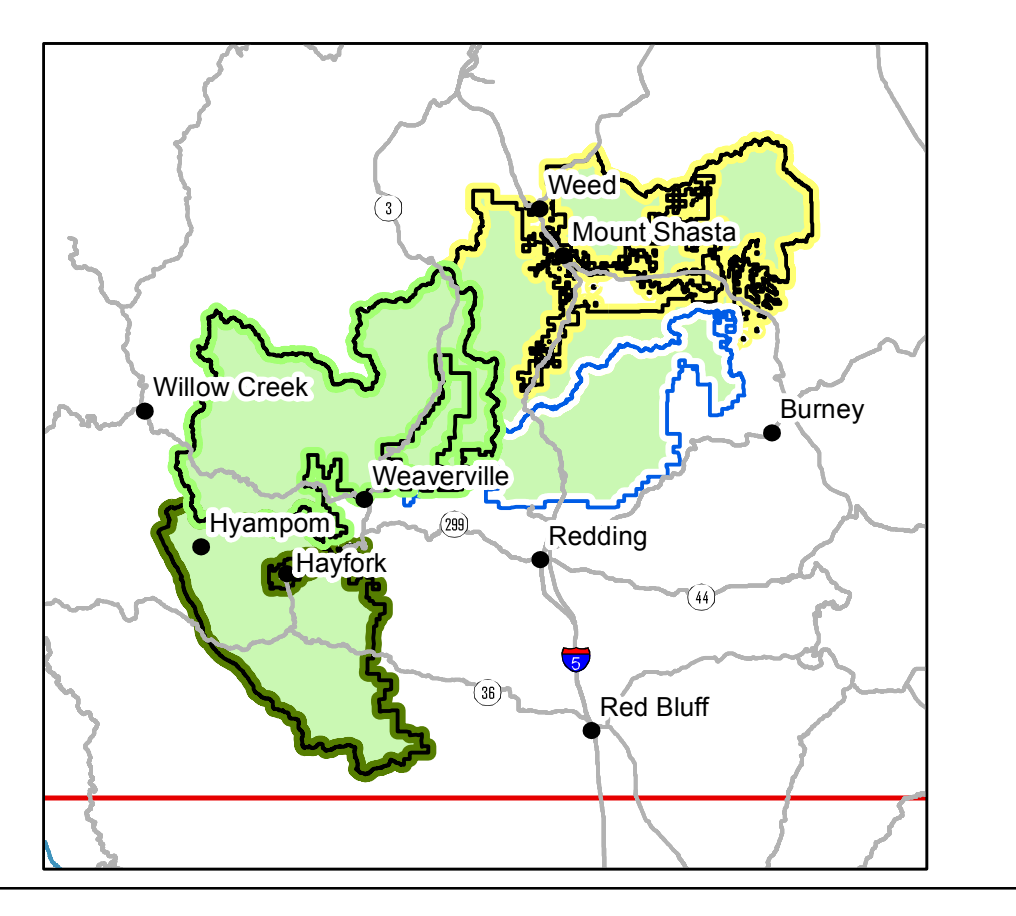 Weed
3
Mount Shasta
Willow Creek
Burney
Weaverville
Hyampom
299
Redding
Hayfork
44
5
36
Red Bluff